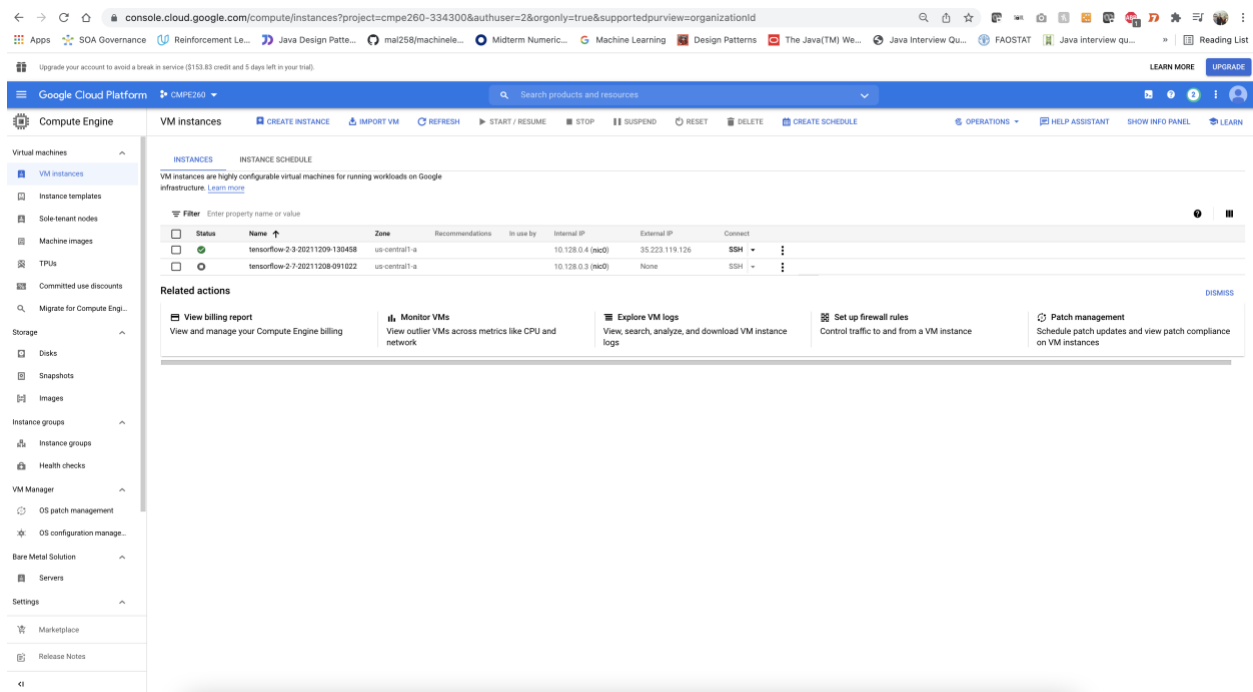 console.cloud.google.com/compute/instances?project=cmpe260-334300&authuser=2&orgonly=true&supportedpurview=organizationId
Apps SOA Governance Reinforcement Le... Java Design Patte... mal258/machinele... Midterm Numeric... Machine Learning Design Patterns The Java(TM) We... Java Interview Qu... FAOSTAT Java interview qu... » Reading List
Upgrade your account to avoid a break in service ($153.83 credit and 5 days left in your trial). LEARN MORE UPGRADE
Google Cloud Platform CMPE260 Search products and resources 2
Compute Engine VM instances CREATE INSTANCE IMPORT VM REFRESH START / RESUME STOP SUSPEND RESET DELETE CREATE SCHEDULE OPERATIONS HELP ASSISTANT SHOW INFO PANEL LEARN
Virtual machines
VM instances
Instance templates
Sole-tenant nodes
Machine images
TPUs
Committed use discounts
Migrate for Compute Engi...
Storage
Disks
Snapshots
Images
Instance groups
Instance groups
Health checks
VM Manager
OS patch management
OS configuration manage...
Bare Metal Solution
Servers
Settings
Marketplace
Release Notes
INSTANCES INSTANCE SCHEDULE
VM instances are highly configurable virtual machines for running workloads on Google
infrastructure. Learn more
Filter Enter property name or value
Status Name Zone Recommendations In use by Internal IP External IP Connect
tensorflow-2-3-20211209-130458 us-central1-a 10.128.0.4 (nic0) 35.223.119.126 SSH
tensorflow-2-7-20211208-091022 us-central1-a 10.128.0.3 (nic0) None SSH
Related actions DISMISS
View billing report
View and manage your Compute Engine billing
Monitor VMs
View outlier VMs across metrics like CPU and
network
Explore VM logs
View, search, analyze, and download VM instance
logs
Set up firewall rules
Control traffic to and from a VM instance
Patch management
Schedule patch updates and view patch compliance
on VM instances